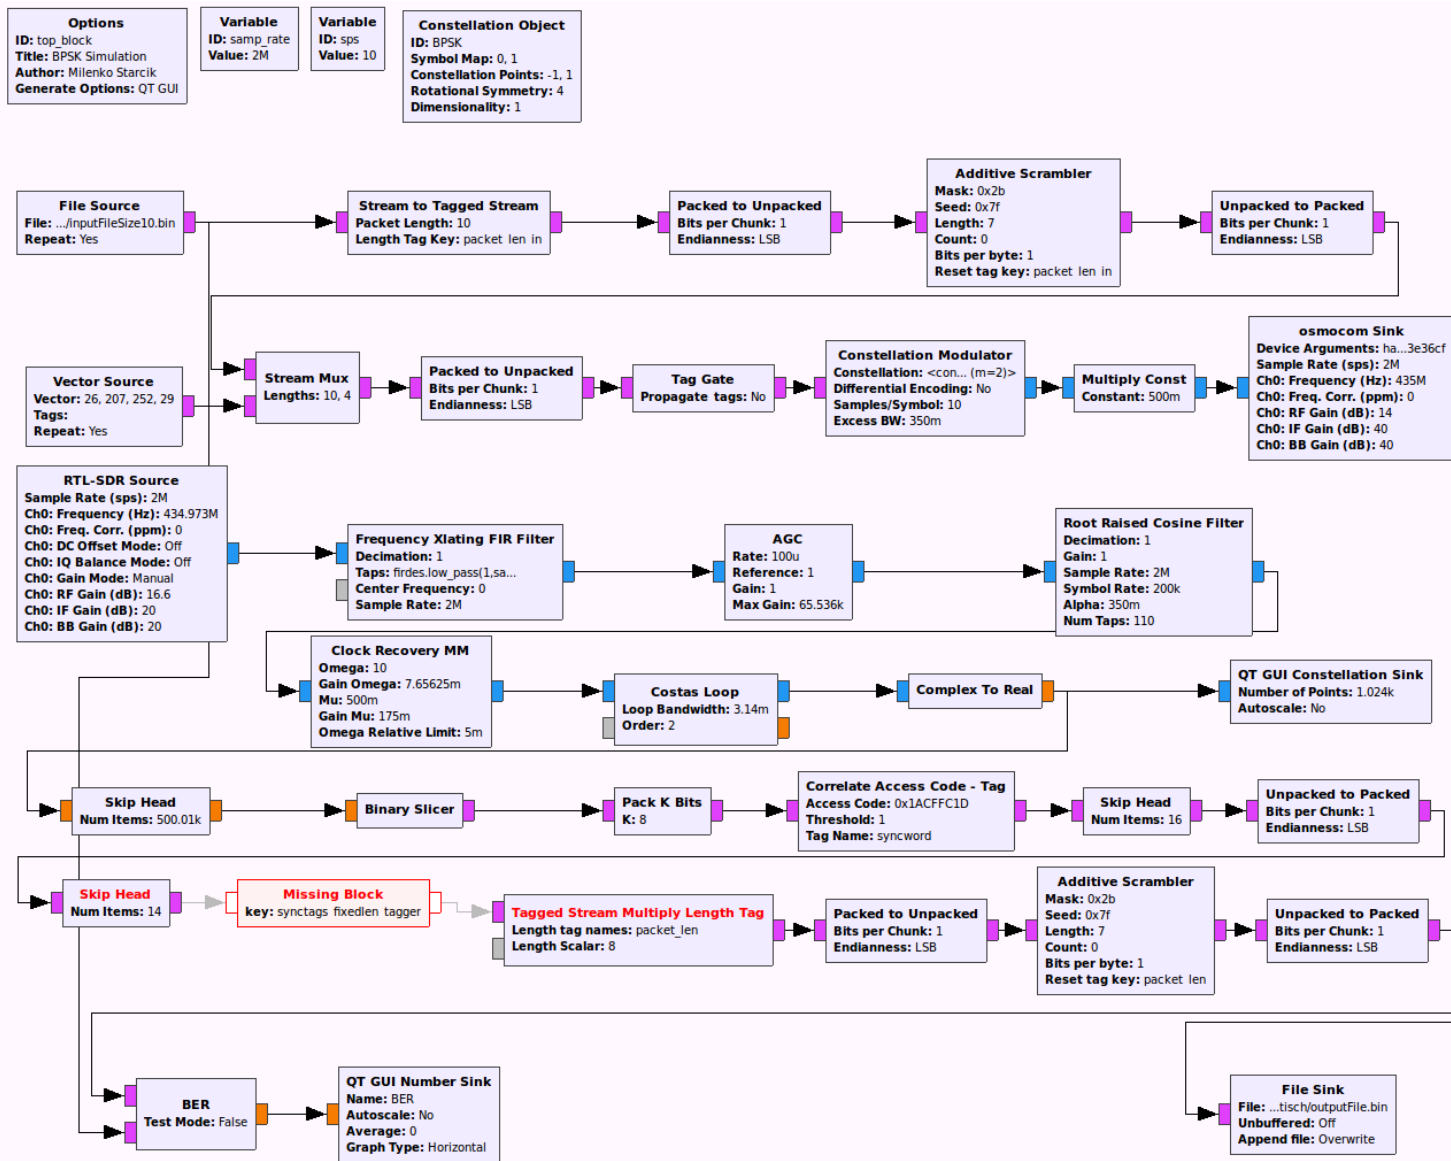 Options
ID: top_block
Title: BPSK Simulation
Author: Milenko Starcik
Generate Options: QT GUI
Variable
ID: samp_rate
Value: 2M
Variable
ID: sps
Value: 10
Constellation Object
ID: BPSK
Symbol Map: 0, 1
Constellation Points: -1, 1
Rotational Symmetry: 4
Dimensionality: 1
File Source
File: .../inputFileSize10.bin
Repeat: Yes
Stream to Tagged Stream
Packet Length: 10
Length Tag Key: packet_len_in
Packed to Unpacked
Bits per Chunk: 1
Endianness: LSB
Additive Scrambler
Mask: 0x2b
Seed: 0x7f
Length: 7
Count: 0
Bits per byte: 1
Reset tag key: packet_len_in
Unpacked to Packed
Bits per Chunk: 1
Endianness: LSB
Vector Source
Vector: 26, 207, 252, 29
Tags:
Repeat: Yes
Stream Mux
Lengths: 10, 4
Packed to Unpacked
Bits per Chunk: 1
Endianness: LSB
Tag Gate
Propagate_tags: No
Constellation Modulator
Constellation: <con... (m=2)>
Differential Encoding: No
Samples/Symbol: 10
Excess BW: 350m
Multiply Const
Constant: 500m
osmocom Sink
Device Arguments: ha...3e36cf
Sample Rate (sps): 2M
Ch0: Frequency (Hz): 435M
Ch0: Freq. Corr. (ppm): 0
Ch0: RF Gain (dB): 14
Ch0: IF Gain (dB): 40
Ch0: BB Gain (dB): 40
RTL-SDR Source
Sample Rate (sps): 2M
Ch0: Frequency (Hz): 434.973M
Ch0: Freq. Corr. (ppm): 0
Ch0: DC Offset Mode: Off
Ch0: IQ Balance Mode: Off
Ch0: Gain Mode: Manual
Ch0: RF Gain (dB): 16.6
Ch0: IF Gain (dB): 20
Ch0: BB Gain (dB): 20
Frequency Xlating FIR Filter
Decimation: 1
Taps: firdes.low_pass(1,sa...
Center Frequency: 0
Sample Rate: 2M
AGC
Rate: 100u
Reference: 1
Gain: 1
Max Gain: 65.536k
Root Raised Cosine Filter
Decimation: 1
Gain: 1
Sample Rate: 2M
Symbol Rate: 200k
Alpha: 350m
Num Taps: 110
Clock Recovery MM
Omega: 10
Gain Omega: 7.65625m
Mu: 500m
Gain Mu: 175m
Omega Relative Limit: 5m
Costas Loop
Loop Bandwidth: 3.14m
Order: 2
Complex To Real
QT GUI Constellation Sink
Number of Points: 1.024k
Autoscale: No
Skip Head
Num Items: 500.01k
Binary Slicer
Pack K Bits
K: 8
Correlate Access Code - Tag
Access Code: 0x1ACFFC1D
Threshold: 1
Tag Name: syncword
Skip Head
Num Items: 16
Unpacked to Packed
Bits per Chunk: 1
Endianness: LSB
Skip Head
Num Items: 14
Missing Block
key: synctags_fixedlen_tagger
Tagged Stream Multiply Length Tag
Length tag names: packet_len
Length Scalar: 8
Packed to Unpacked
Bits per Chunk: 1
Endianness: LSB
Additive Scrambler
Mask: 0x2b
Seed: 0x7f
Length: 7
Count: 0
Bits per byte: 1
Reset tag key: packet_len
Unpacked to Packed
Bits per Chunk: 1
Endianness: LSB
BER
Test Mode: False
QT GUI Number Sink
Name: BER
Autoscale: No
Average: 0
Graph Type: Horizontal
File Sink
File: ...tisch/outputFile.bin
Unbuffered: Off
Append file: Overwrite